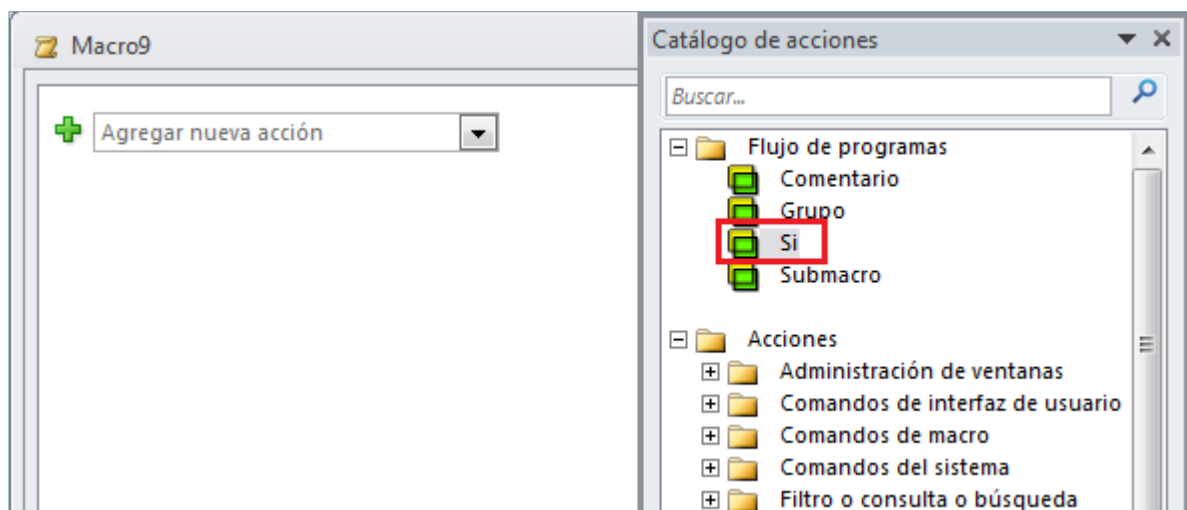 Macro9
Agregar nueva acción
Catálogo de acciones
Buscar...
Flujo de programas
Comentario
Grupo
Si
Submacro
Acciones
Administración de ventanas
Comandos de interfaz de usuario
Comandos de macro
Comandos del sistema
Filtro o consulta o búsqueda